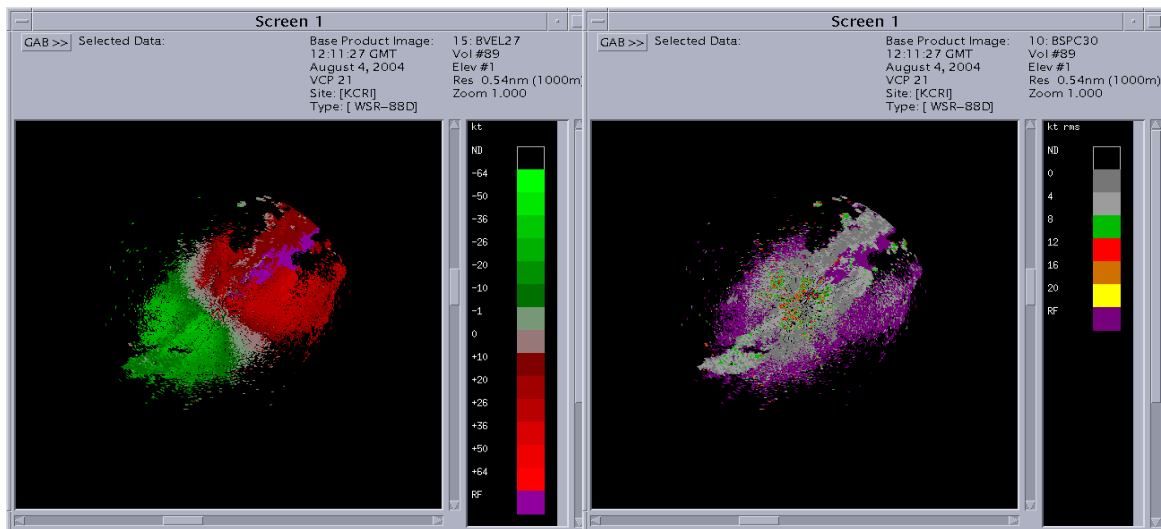 Screen 1
GAB >> Selected Data:
Base Product Image: 15: BVEL27
12:11:27 GMT Vol #89
August 4, 2004 Elev #1
VCP 21 Res 0.54nm (1000m)
Site: [KCRI] Zoom 1.000
Type: [ WSR-88D]
kt
ND
-64
-50
-36
-26
-20
-10
-1
0
+10
+20
+26
+36
+50
+64
RF
Screen 1
GAB >> Selected Data:
Base Product Image: 10: BSPC30
12:11:27 GMT Vol #89
August 4, 2004 Elev #1
VCP 21 Res 0.54nm (1000m)
Site: [KCRI] Zoom 1.000
Type: [ WSR-88D]
kt rms
ND
0
4
8
12
16
20
RF